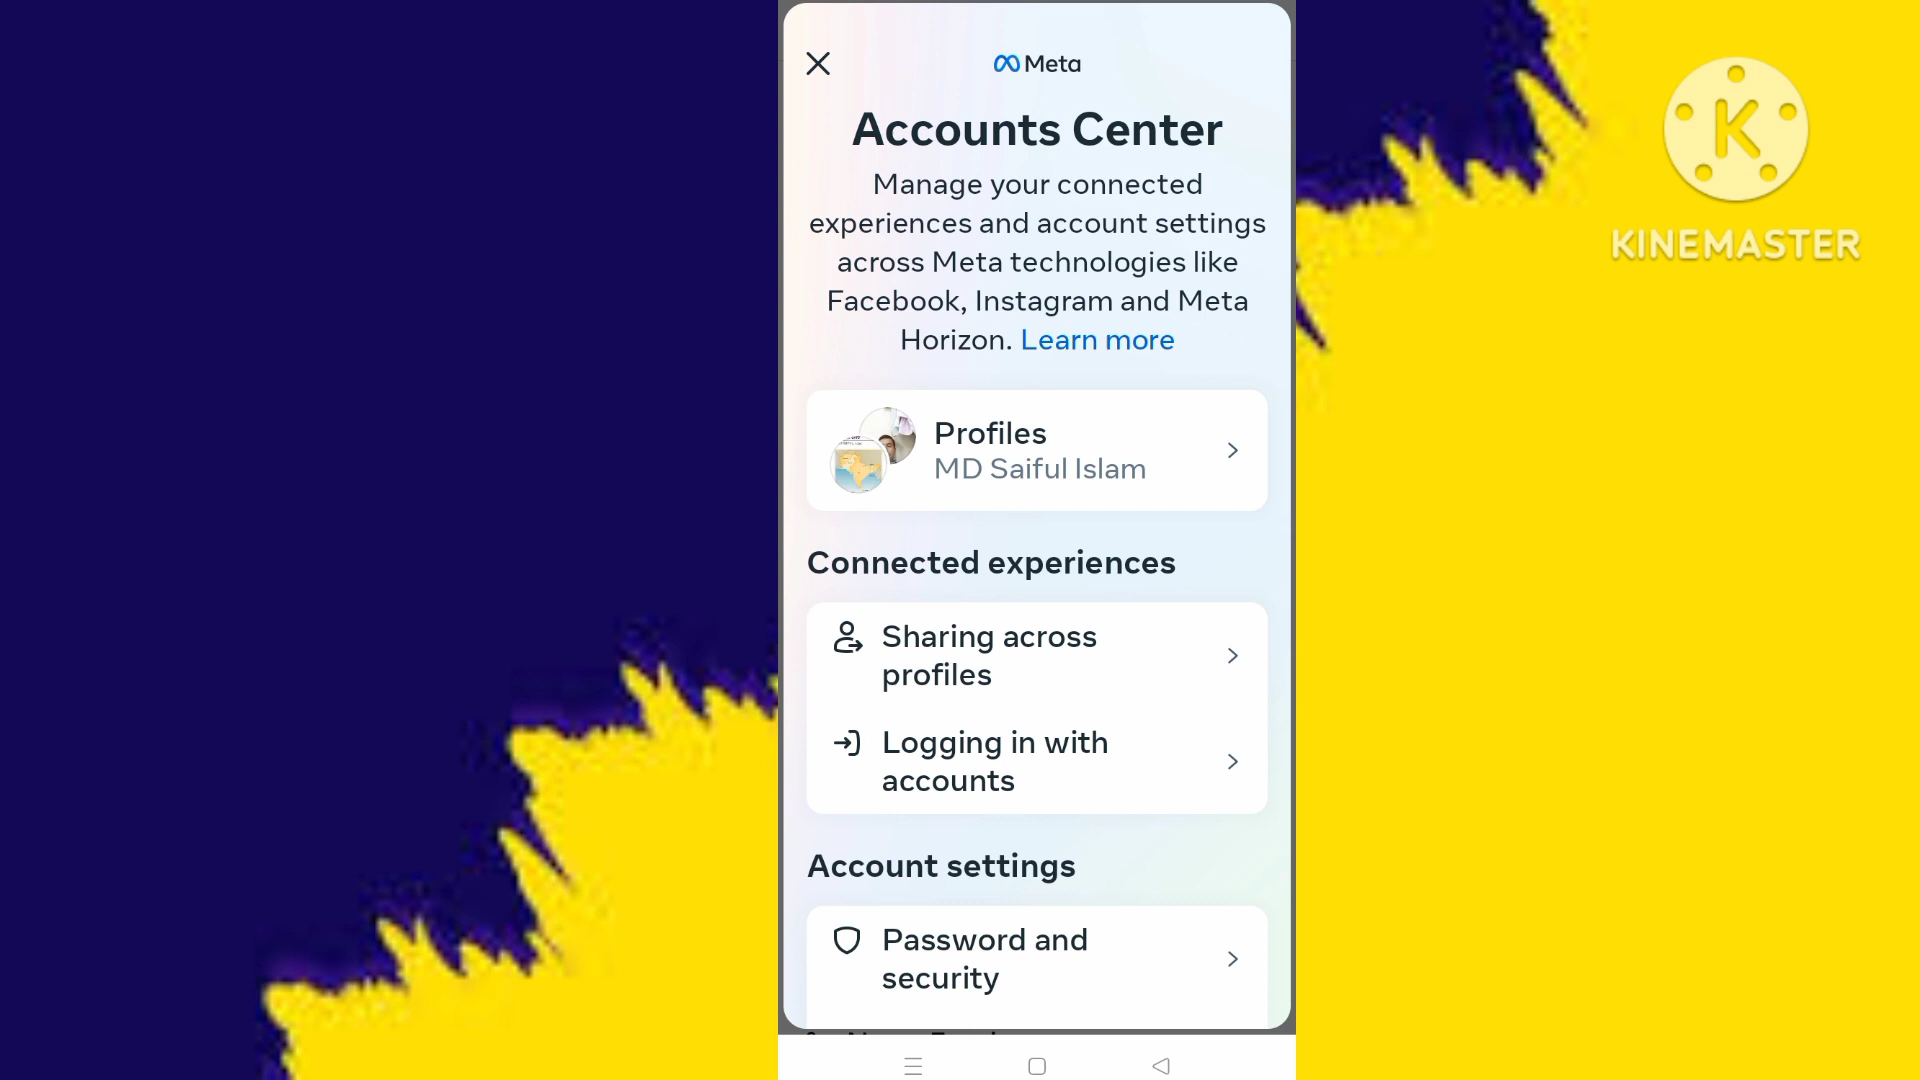 Meta
Accounts Center
Manage your connected
experiences and account settings
across Meta technologies like
Facebook, Instagram and Meta
Horizon. Learn more
Profiles
MD Saiful Islam
Connected experiences
Sharing across
profiles
Logging in with
accounts
Account settings
Password and
security
K
KINEMASTER